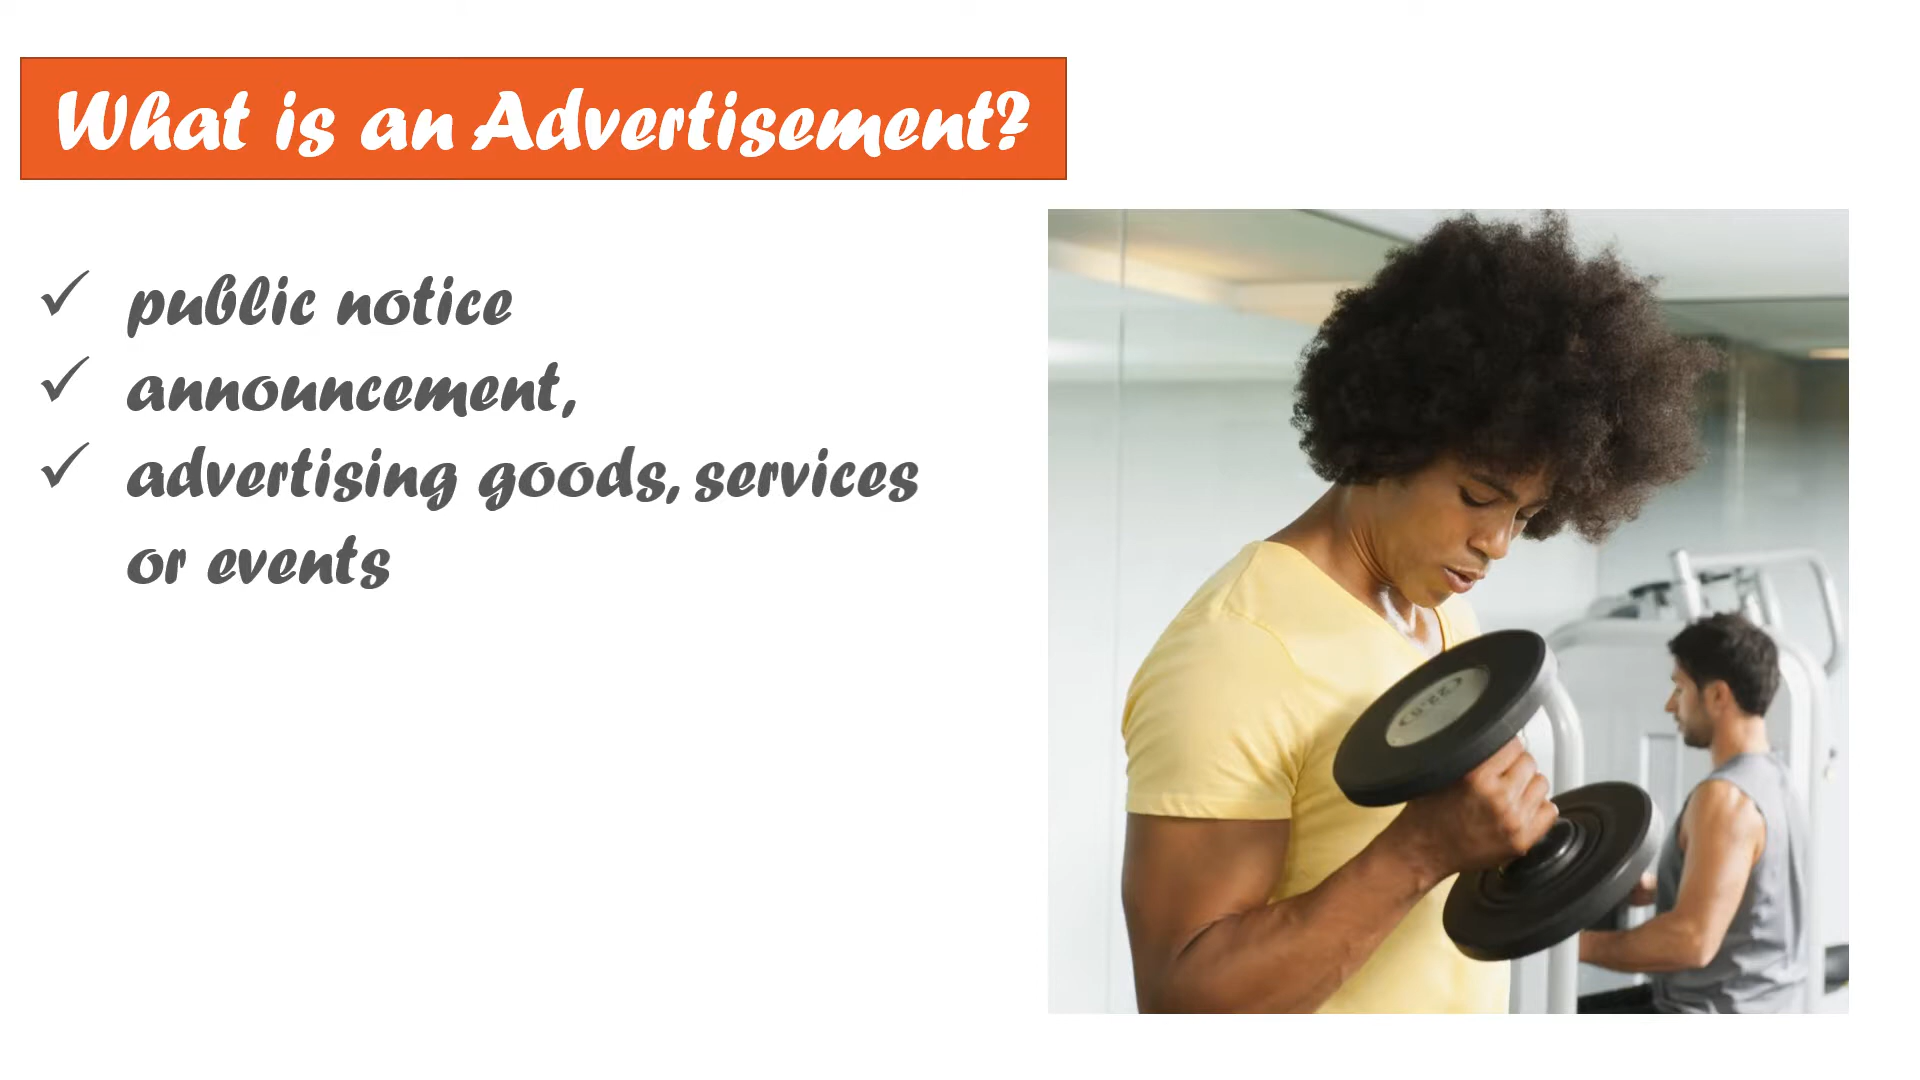 What is an Advertisement?
✓ public notice
✓ announcement,
✓ advertising goods, services
or events